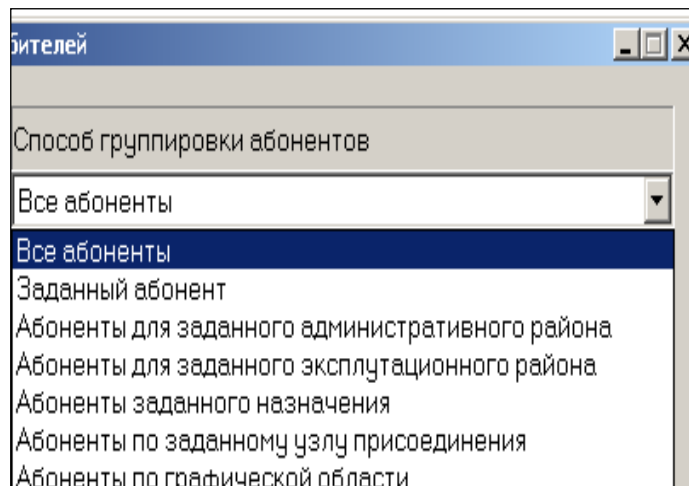 бителей
Способ группировки абонентов
Все абоненты
Все абоненты
Заданный абонент
Абоненты для заданного административного района
Абоненты для заданного эксплутационного района
Абоненты заданного назначения
Абоненты по заданному узлу присоединения
Абоненты по графической области